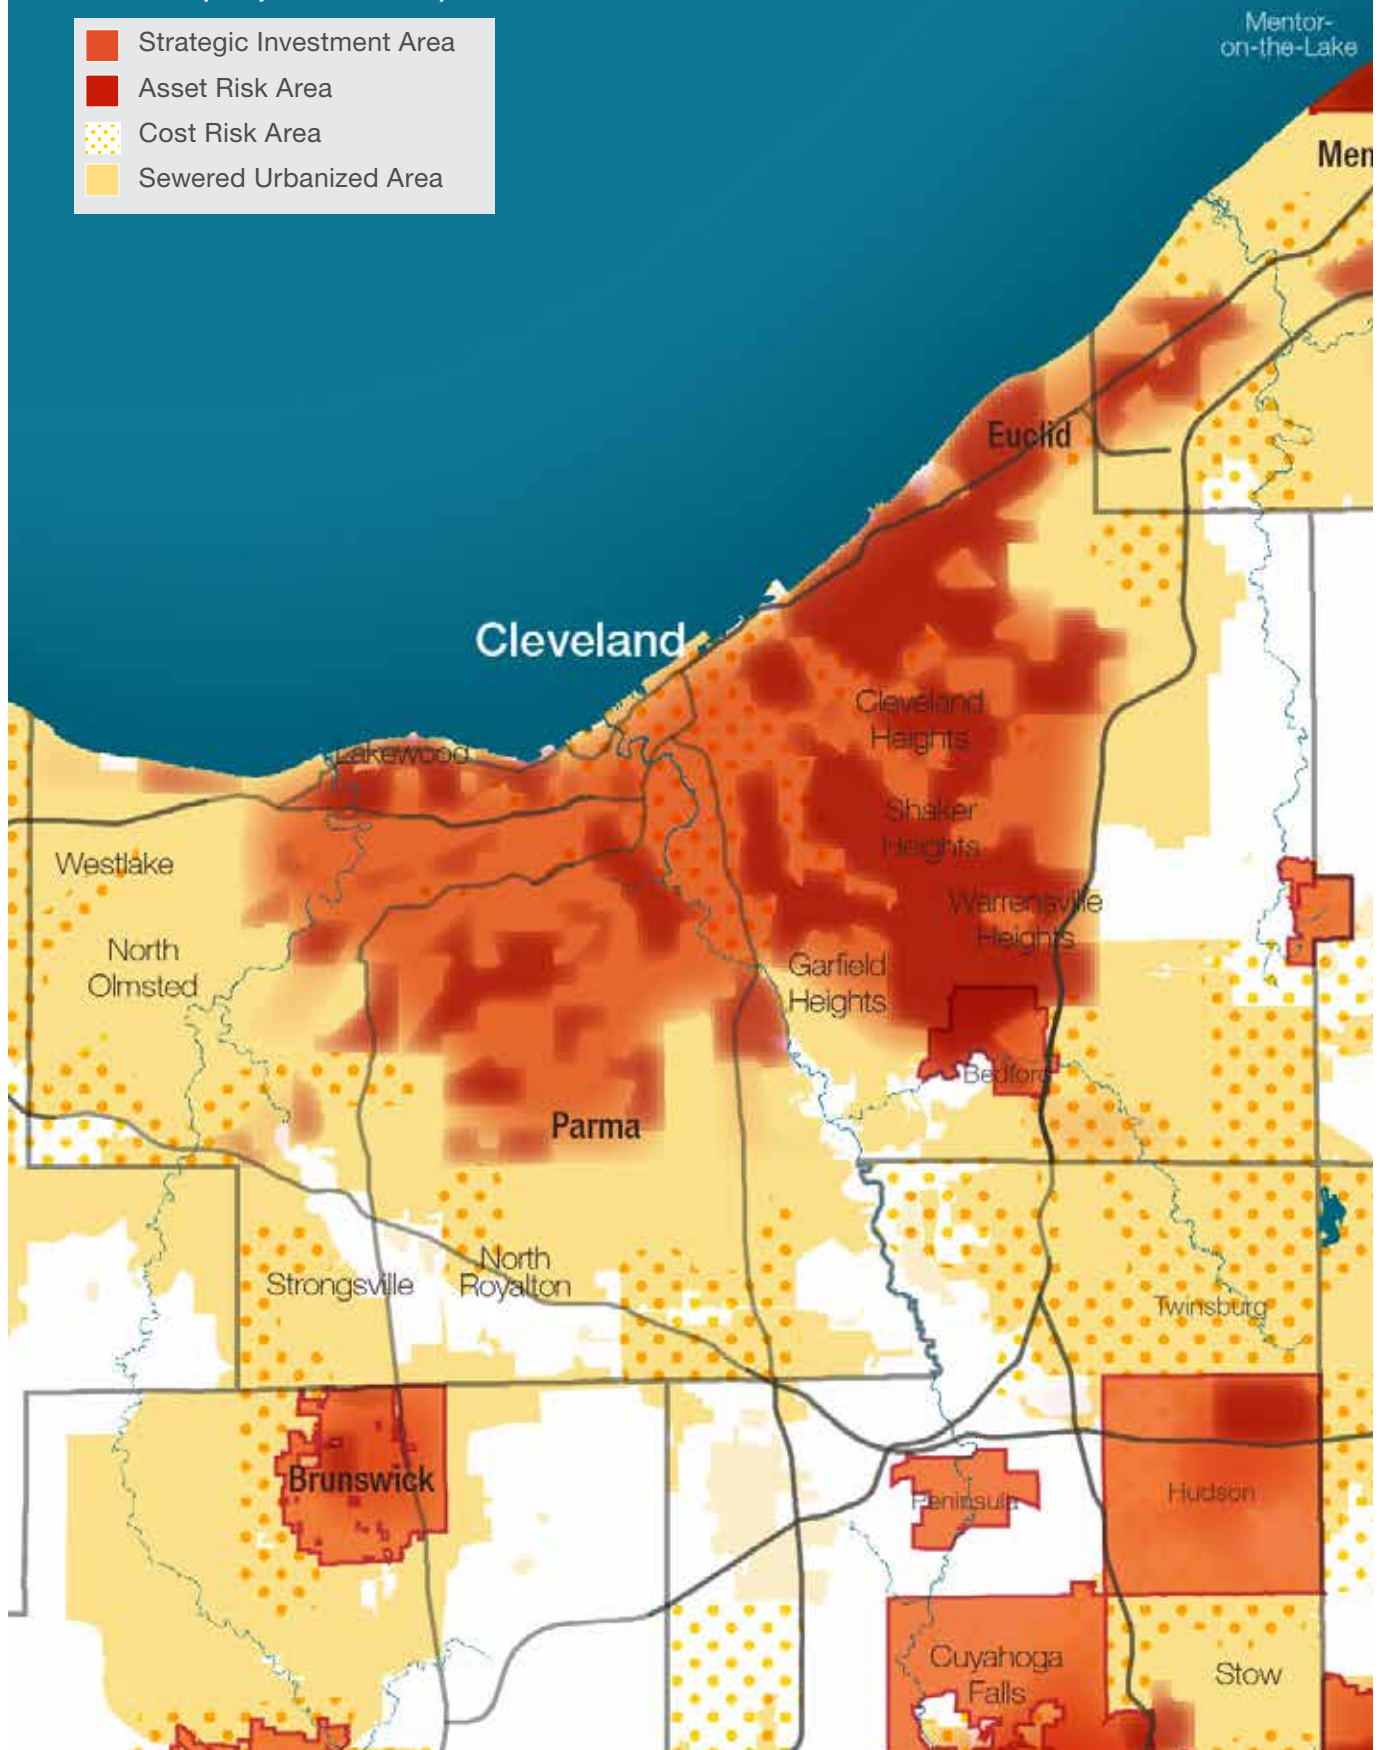 Strategic Investment Area
Asset Risk Area
Cost Risk Area
Sewered Urbanized Area
Mentor-
on-the-Lake
Men
Euclid
Cleveland
Cleveland
Heights
Lakewood
Shaker
Heights
Westlake
Warrensville
Heights
North
Olmsted
Garfield
Heights
Bedford
Parma
North
Royalton
Strongsville
Twinsburg
Brunswick
Peninsula
Hudson
Cuyahoga
Falls
Stow